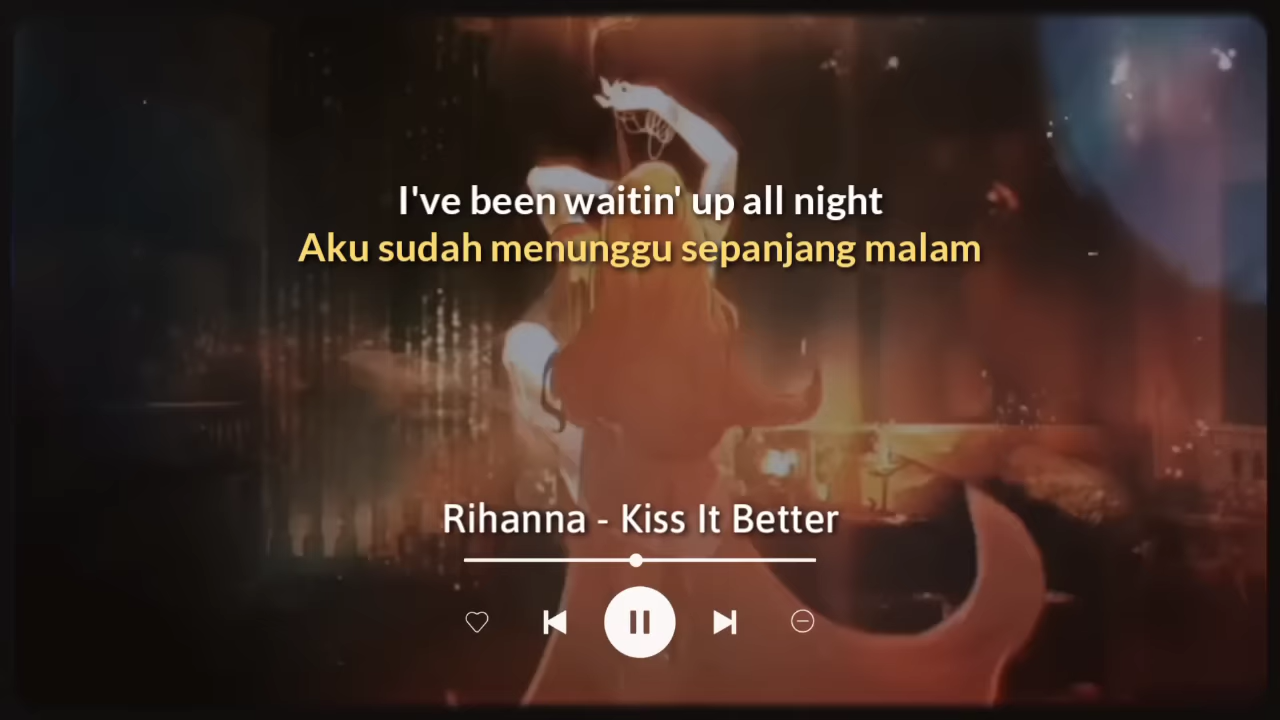 I've been waitin' up all night
Aku sudah menunggu sepanjang malam
Rihanna - Kiss It Better